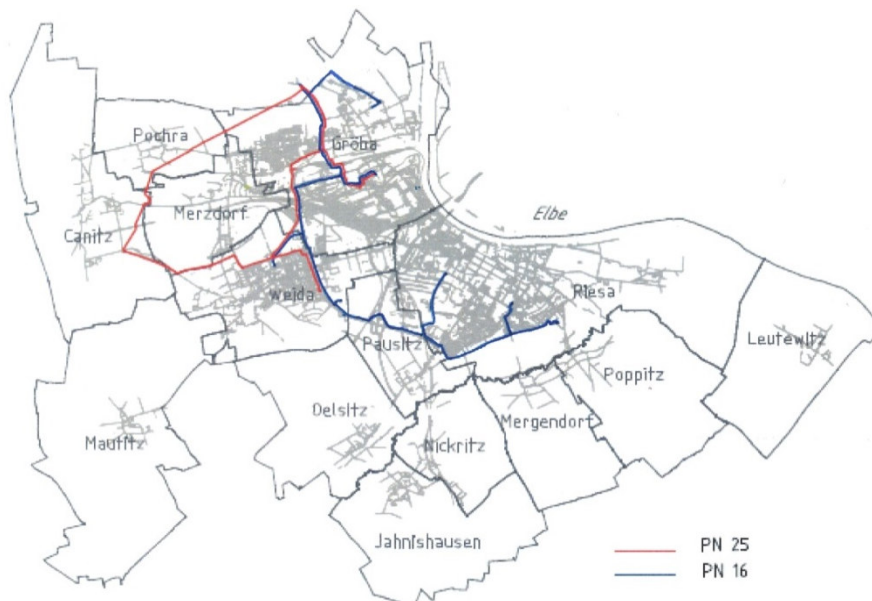 Pochra
Gröba
Merzdorf
Elbe
Canitz
Weida
Riesa
Pausitz
Leutewitz
Poppitz
Oelsitz
Mergendorf
Mautitz
Nickritz
Jahnishausen
PN 25
PN 16